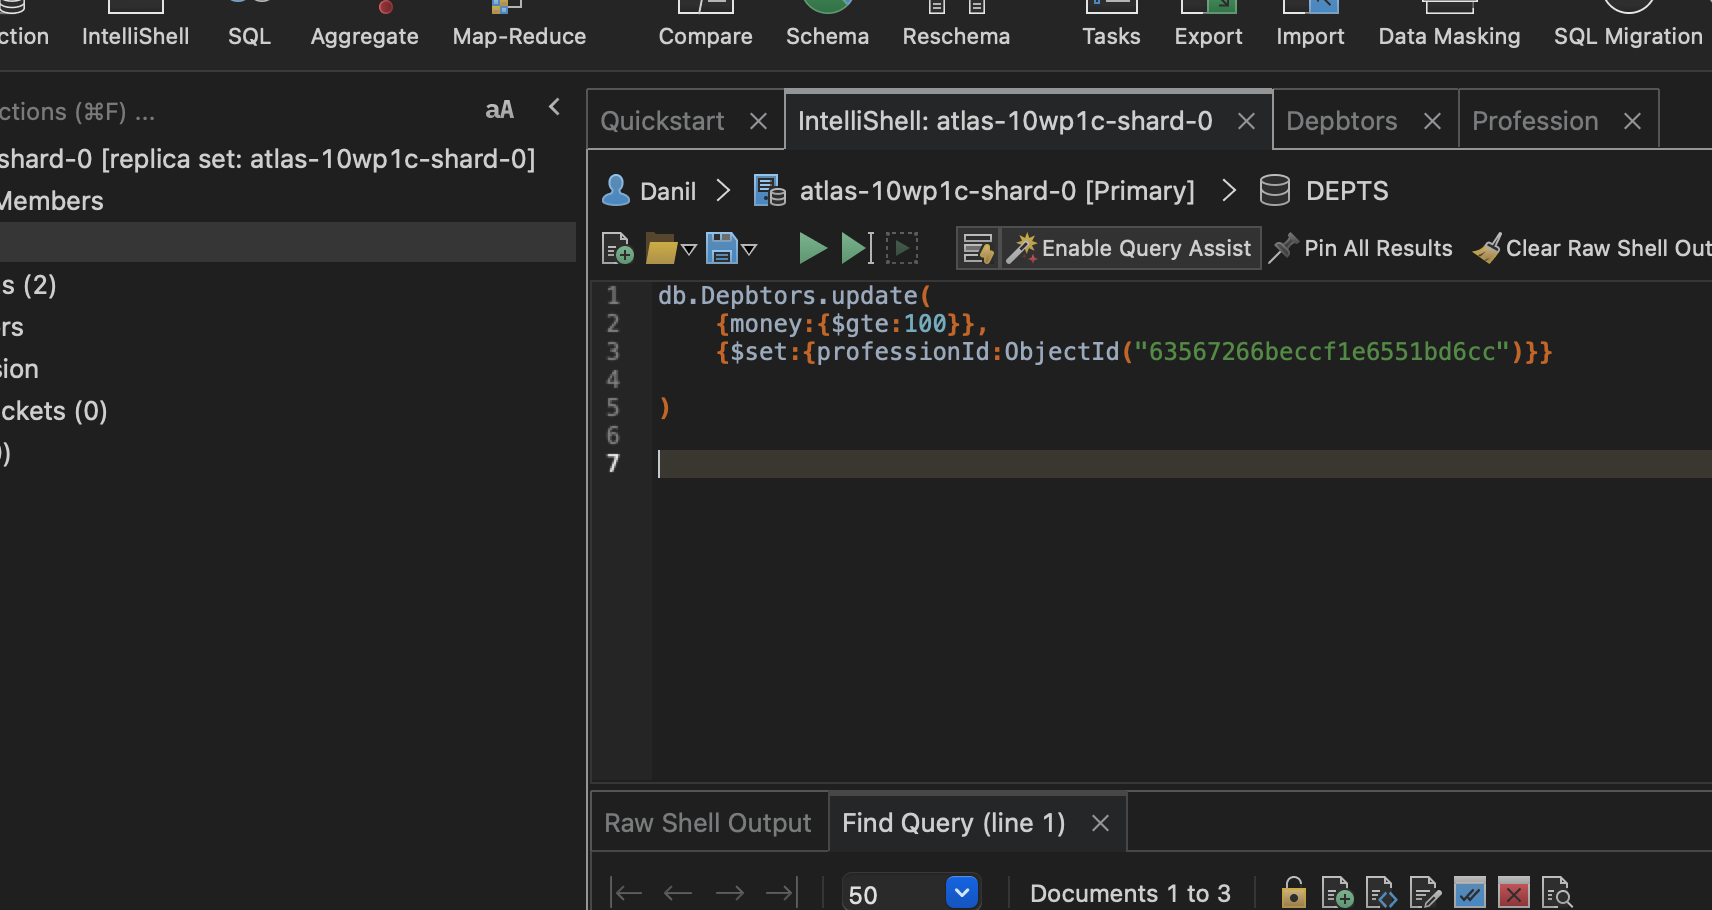 ction IntelliShell SQL Aggregate Map-Reduce Compare Schema Reschema Tasks Export Import Data Masking SQL Migration
ctions (⌘F) ... aA
shard-0 [replica set: atlas-10wp1c-shard-0]
Members
s (2)
rs
sion
ckets (0)
)
Quickstart IntelliShell: atlas-10wp1c-shard-0 Depbtors Profession
Danil atlas-10wp1c-shard-0 [Primary] DEPTS
Enable Query Assist Pin All Results Clear Raw Shell Out
1 db.Depbtors.update(
2 {money:{$gte:100}},
3 {$set:{professionId:ObjectId("63567266beccf1e6551bd6cc")}}
4
5 )
6
7
Raw Shell Output Find Query (line 1)
50 Documents 1 to 3